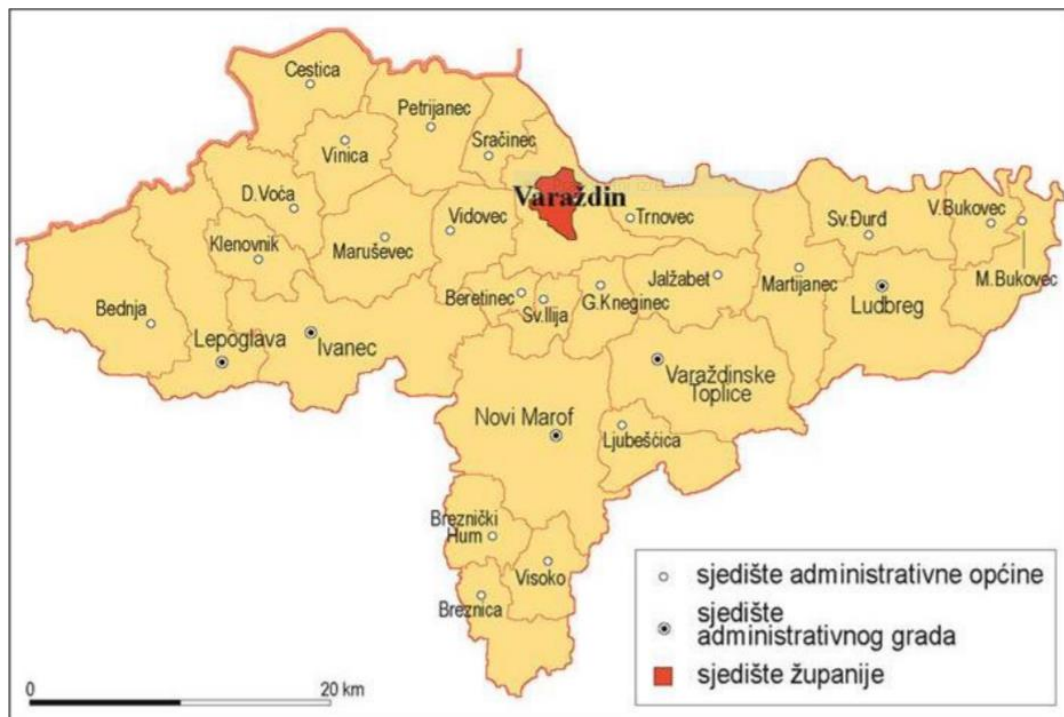 Cestica
Petrijanec
Sračinec
Vinica
Varaždin
D.Voća
Vidovec
Trnovec
Sv.Đurđ
V.Bukovec
Klenovnik
Maruševec
M.Bukovec
Bednja
Beretinec
Sv.Ilija
G.Kneginec
Jalžabet
Martijanec
Ludbreg
Lepoglava
Ivanec
Varaždinske
Toplice
Novi Marof
Ljubešćica
Breznički
Hum
Visoko
Breznica
sjedište administrativne općine
sjedište
administrativnog grada
sjedište županije
0
20 km